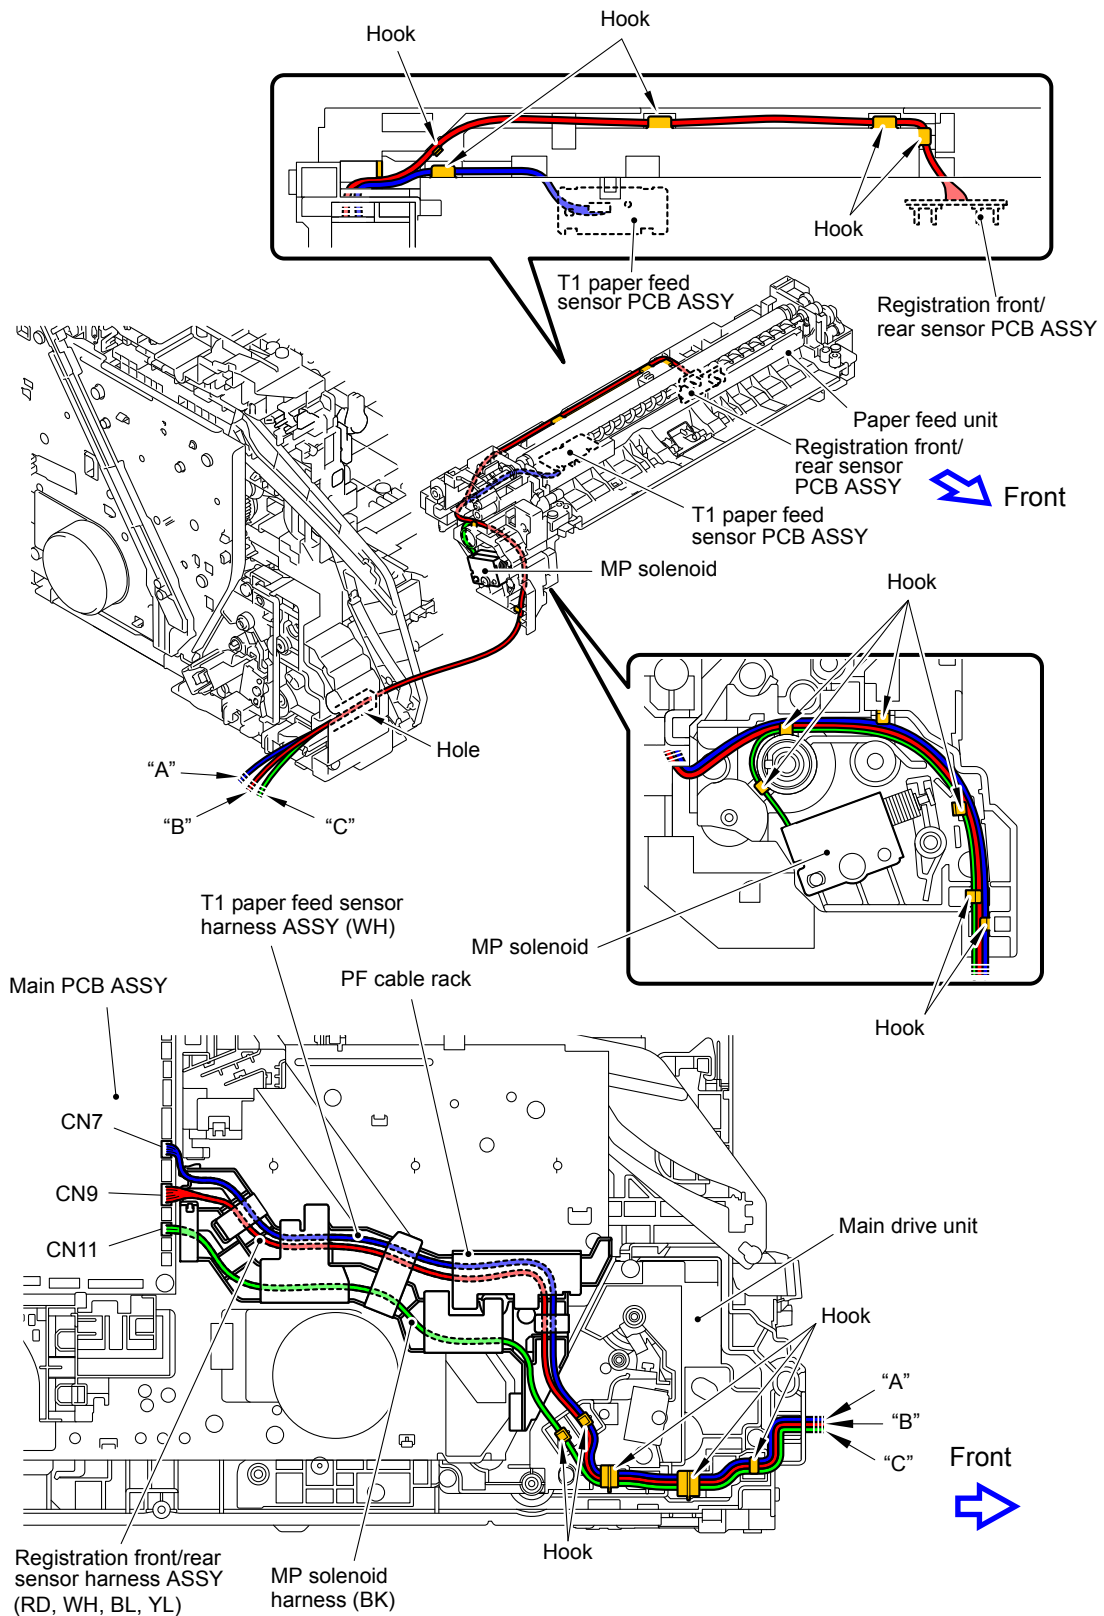 Hook
Hook
Hook
T1 paper feed
sensor PCB ASSY
Registration front/
rear sensor PCB ASSY
Paper feed unit
Registration front/
rear sensor
PCB ASSY
Front
T1 paper feed
sensor PCB ASSY
MP solenoid
Hook
Hole
“A”
“B”
“C”
T1 paper feed sensor
harness ASSY (WH)
MP solenoid
PF cable rack
Main PCB ASSY
Hook
CN7
CN9
CN11
Main drive unit
Hook
“A”
“B”
“C”
Front
Hook
Registration front/rear
sensor harness ASSY
(RD, WH, BL, YL)
MP solenoid
harness (BK)